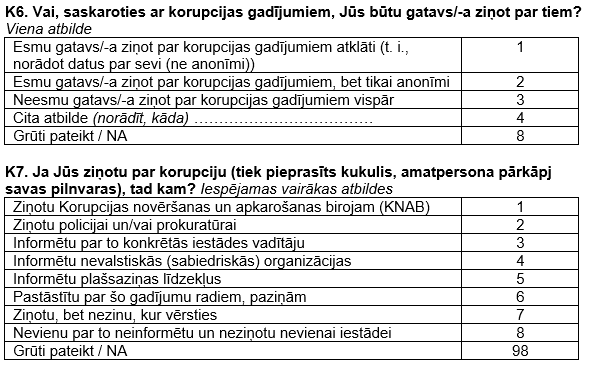 K6. Vai, saskaroties ar korupcijas gadījumiem, Jūs būtu gatavs/-a ziņot par tiem?
Viena atbilde
Esmu gatavs/-a ziņot par korupcijas gadījumiem atklāti (t. i., norādot datus par sevi (ne anonīmi)) 1
Esmu gatavs/-a ziņot par korupcijas gadījumiem, bet tikai anonīmi 2
Neesmu gatavs/-a ziņot par korupcijas gadījumiem vispār 3
Cita atbilde (norādīt, kāda) ……………………………… 4
Grūti pateikt / NA 8
K7. Ja Jūs ziņotu par korupciju (tiek pieprasīts kukulis, amatpersona pārkāpj
savas pilnvaras), tad kam? Iespējamas vairākas atbildes
Ziņotu Korupcijas novēršanas un apkarošanas birojam (KNAB) 1
Ziņotu policijai un/vai prokuratūrai 2
Informētu par to konkrētās iestādes vadītāju 3
Informētu nevalstiskās (sabiedriskās) organizācijas 4
Informētu plašsaziņas līdzekļus 5
Pastāstītu par šo gadījumu radiem, paziņām 6
Ziņotu, bet nezinu, kur vērsties 7
Nevienu par to neinformētu un neziņotu nevienai iestādei 8
Grūti pateikt / NA 98